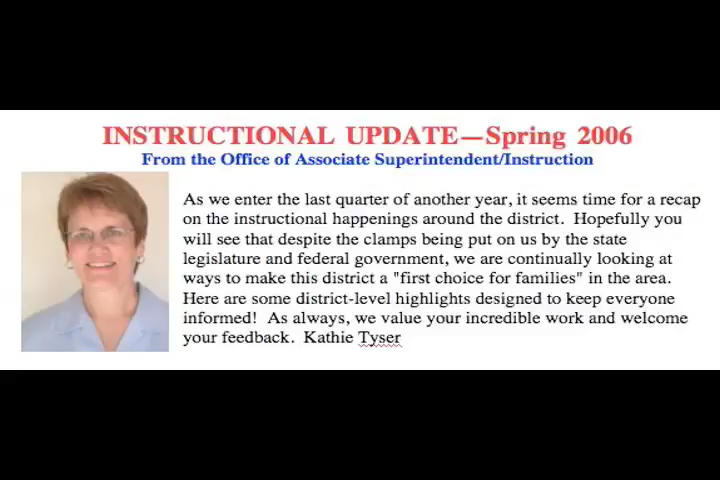 INSTRUCTIONAL UPDATE—Spring 2006
From the Office of Associate Superintendent/Instruction
As we enter the last quarter of another year, it seems time for a recap
on the instructional happenings around the district. Hopefully you
will see that despite the clamps being put on us by the state
legislature and federal government, we are continually looking at
ways to make this district a "first choice for families" in the area.
Here are some district-level highlights designed to keep everyone
informed! As always, we value your incredible work and welcome
your feedback. Kathie Tyser